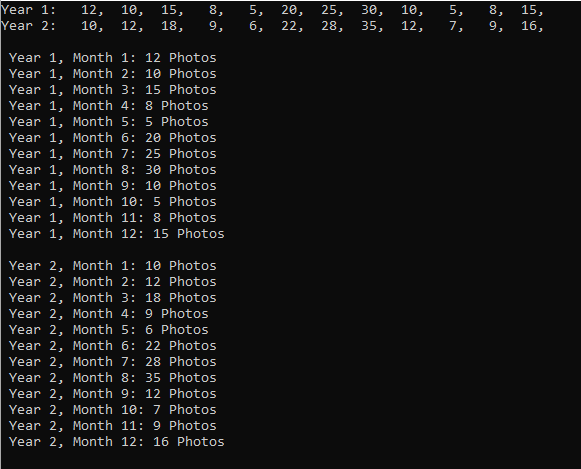 Year 1:   12,  10,  15,   8,   5,  20,  25,  30,  10,   5,   8,  15,
Year 2:   10,  12,  18,   9,   6,  22,  28,  35,  12,   7,   9,  16,
Year 1, Month 1: 12 Photos
Year 1, Month 2: 10 Photos
Year 1, Month 3: 15 Photos
Year 1, Month 4: 8 Photos
Year 1, Month 5: 5 Photos
Year 1, Month 6: 20 Photos
Year 1, Month 7: 25 Photos
Year 1, Month 8: 30 Photos
Year 1, Month 9: 10 Photos
Year 1, Month 10: 5 Photos
Year 1, Month 11: 8 Photos
Year 1, Month 12: 15 Photos
Year 2, Month 1: 10 Photos
Year 2, Month 2: 12 Photos
Year 2, Month 3: 18 Photos
Year 2, Month 4: 9 Photos
Year 2, Month 5: 6 Photos
Year 2, Month 6: 22 Photos
Year 2, Month 7: 28 Photos
Year 2, Month 8: 35 Photos
Year 2, Month 9: 12 Photos
Year 2, Month 10: 7 Photos
Year 2, Month 11: 9 Photos
Year 2, Month 12: 16 Photos